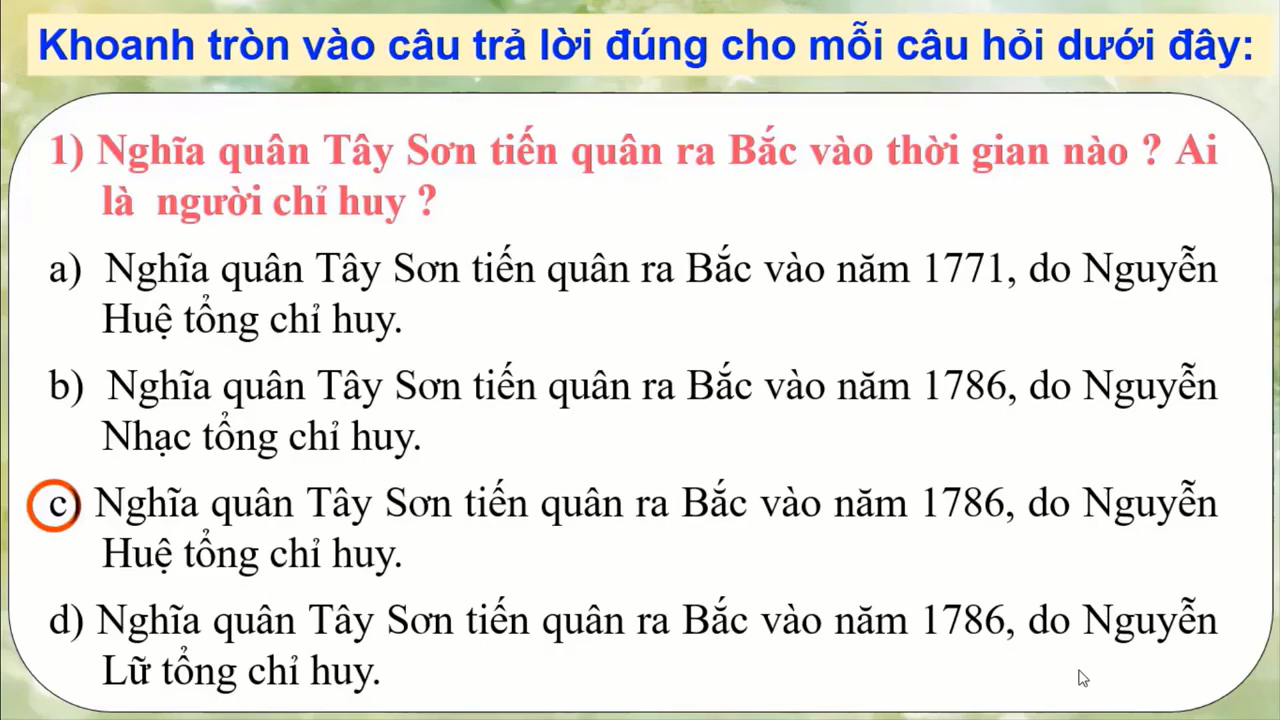 Khoanh tròn vào câu trả lời đúng cho mỗi câu hỏi dưới đây:
1) Nghĩa quân Tây Sơn tiến quân ra Bắc vào thời gian nào ? Ai
là người chỉ huy ?
a) Nghĩa quân Tây Sơn tiến quân ra Bắc vào năm 1771, do Nguyễn
Huệ tổng chỉ huy.
b) Nghĩa quân Tây Sơn tiến quân ra Bắc vào năm 1786, do Nguyễn
Nhạc tổng chỉ huy.
c) Nghĩa quân Tây Sơn tiến quân ra Bắc vào năm 1786, do Nguyễn
Huệ tổng chỉ huy.
d) Nghĩa quân Tây Sơn tiến quân ra Bắc vào năm 1786, do Nguyễn
Lữ tổng chỉ huy.